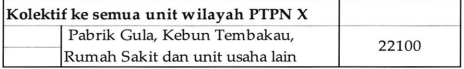 Kolektif ke semua unit wilayah PTPN X
Pabrik Gula, Kebun Tembakau,
Rumah Sakit dan unit usaha lain
22100